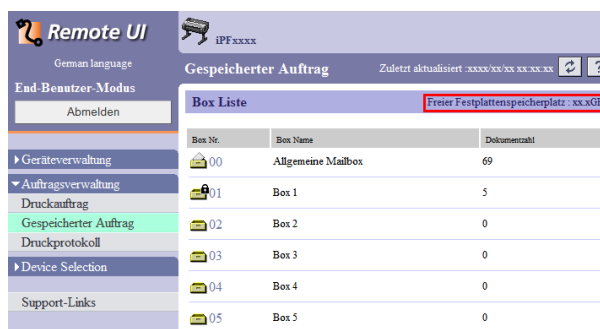 Remote UI
German language
End-Benutzer-Modus
Abmelden
Geräteverwaltung
Auftragsverwaltung
Druckauftrag
Gespeicherter Auftrag
Druckprotokoll
Device Selection
Support-Links
iPFxxxx
Gespeicherter Auftrag Zuletzt aktualisiert :xxxx/xx/xx xx:xx:xx ?
Box Liste Freier Festplattenspeicherplatz : xx.xGB
Box Nr. Box Name Dokumentzahl
00 Allgemeine Mailbox 69
01 Box 1 5
02 Box 2 0
03 Box 3 0
04 Box 4 0
05 Box 5 0